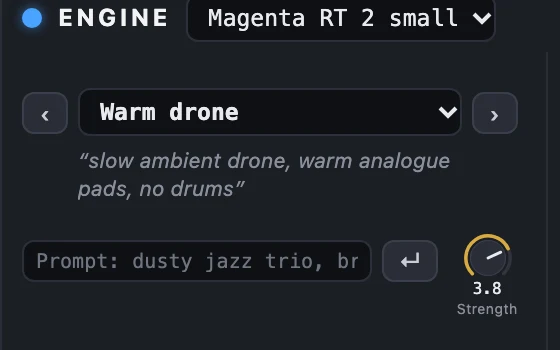 ENGINE Magenta RT 2 small
‹ Warm drone ›
“slow ambient drone, warm analogue
pads, no drums”
Prompt: dusty jazz trio, br
3.8
Strength